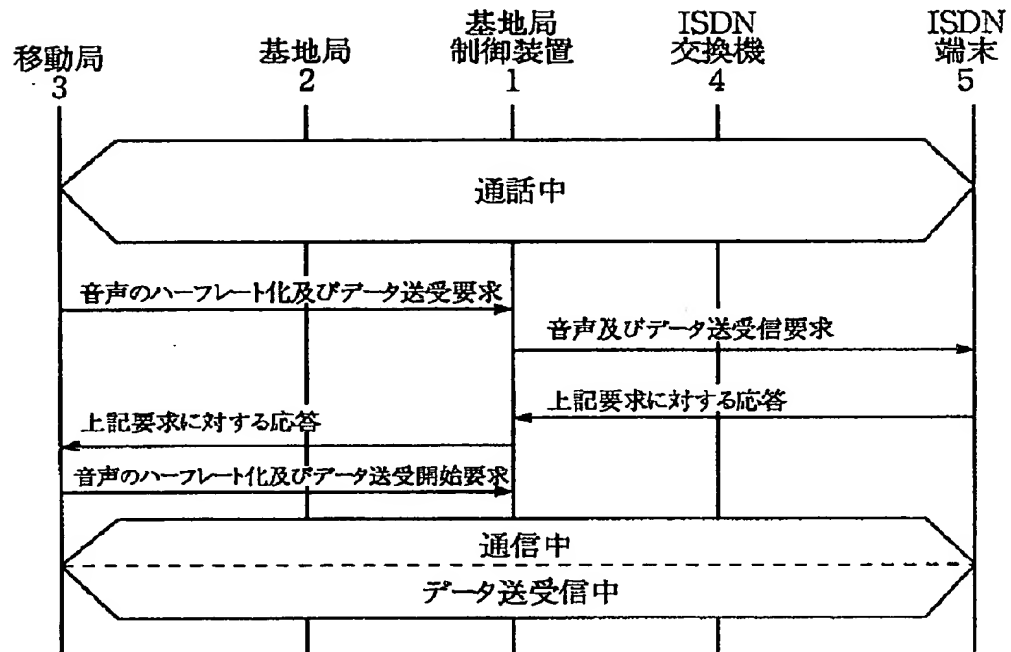 移動局
3
基地局
2
基地局
制御装置
1
ISDN
交換機
4
ISDN
端末
5
通話中
音声のハーフレート化及びデータ送受要求
音声及びデータ送受信要求
上記要求に対する応答
上記要求に対する応答
音声のハーフレート化及びデータ送受開始要求
通信中
データ送受信中